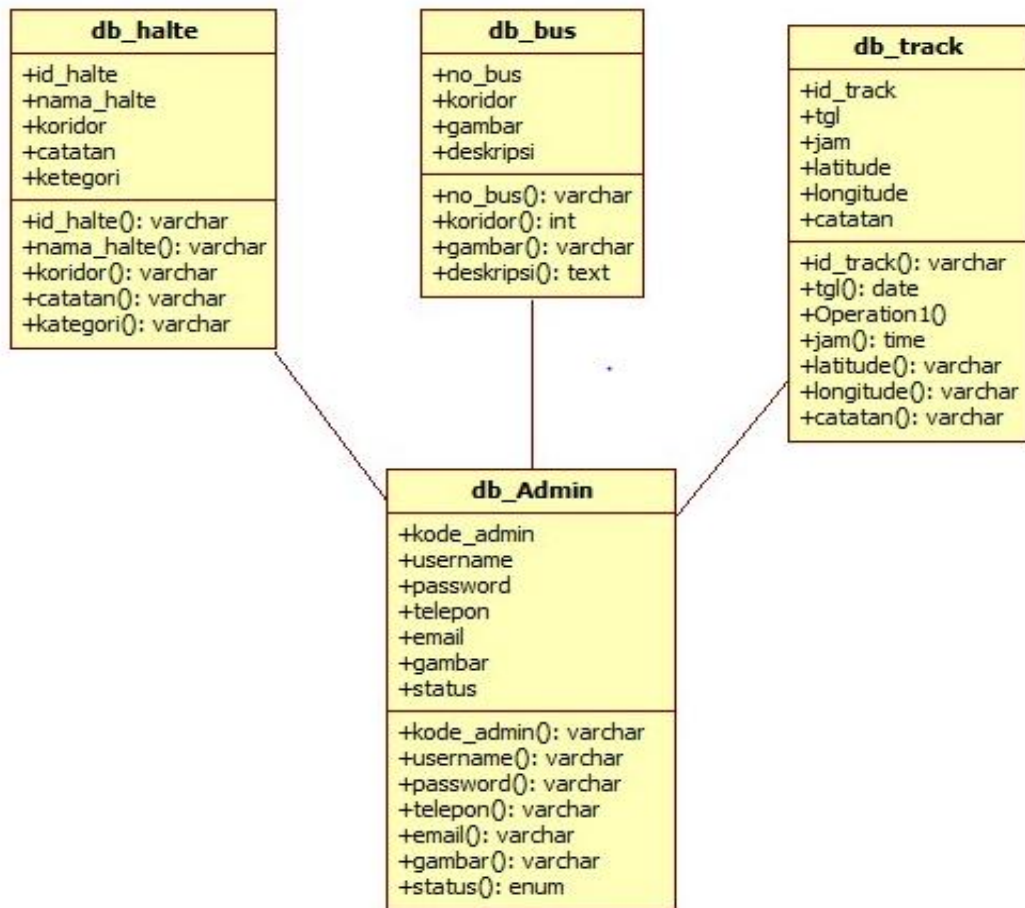 db_halte
+id_halte
+nama_halte
+koridor
+catatan
+ketegori
+id_halte(): varchar
+nama_halte(): varchar
+koridor(): varchar
+catatan(): varchar
+kategori(): varchar
db_bus
+no_bus
+koridor
+gambar
+deskripsi
+no_bus(): varchar
+koridor(): int
+gambar(): varchar
+deskripsi(): text
db_track
+id_track
+tgl
+jam
+latitude
+longitude
+catatan
+id_track(): varchar
+tgl(): date
+Operation1()
+jam(): time
+latitude(): varchar
+longitude(): varchar
+catatan(): varchar
db_Admin
+kode_admin
+username
+password
+telepon
+email
+gambar
+status
+kode_admin(): varchar
+username(): varchar
+password(): varchar
+telepon(): varchar
+email(): varchar
+gambar(): varchar
+status(): enum